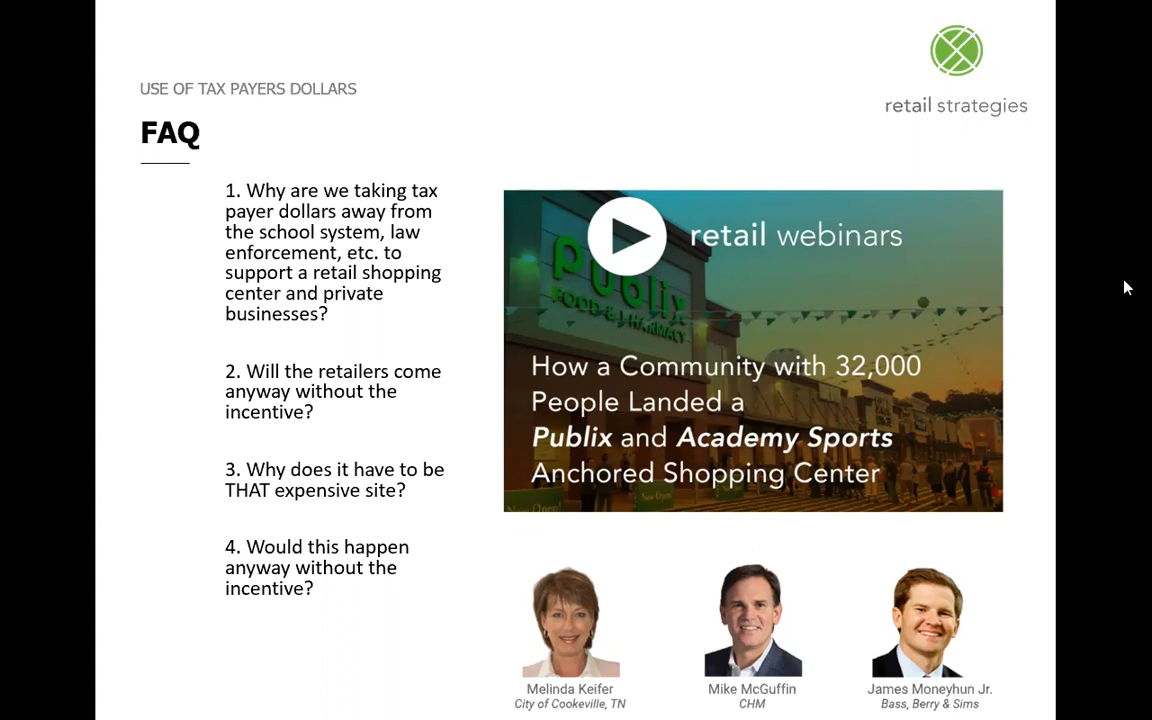 retail strategies
USE OF TAX PAYERS DOLLARS
FAQ
1. Why are we taking tax
payer dollars away from
the school system, law
enforcement, etc. to
support a retail shopping
center and private
businesses?
2. Will the retailers come
anyway without the
incentive?
3. Why does it have to be
THAT expensive site?
4. Would this happen
anyway without the
incentive?
retail webinars
publix
FOOD & PHARMACY
How a Community with 32,000
People Landed a
Publix and Academy Sports
Anchored Shopping Center
Now Open!
Now Open
Melinda Keifer
City of Cookeville, TN
Mike McGuffin
CHM
James Moneyhun Jr.
Bass, Berry & Sims